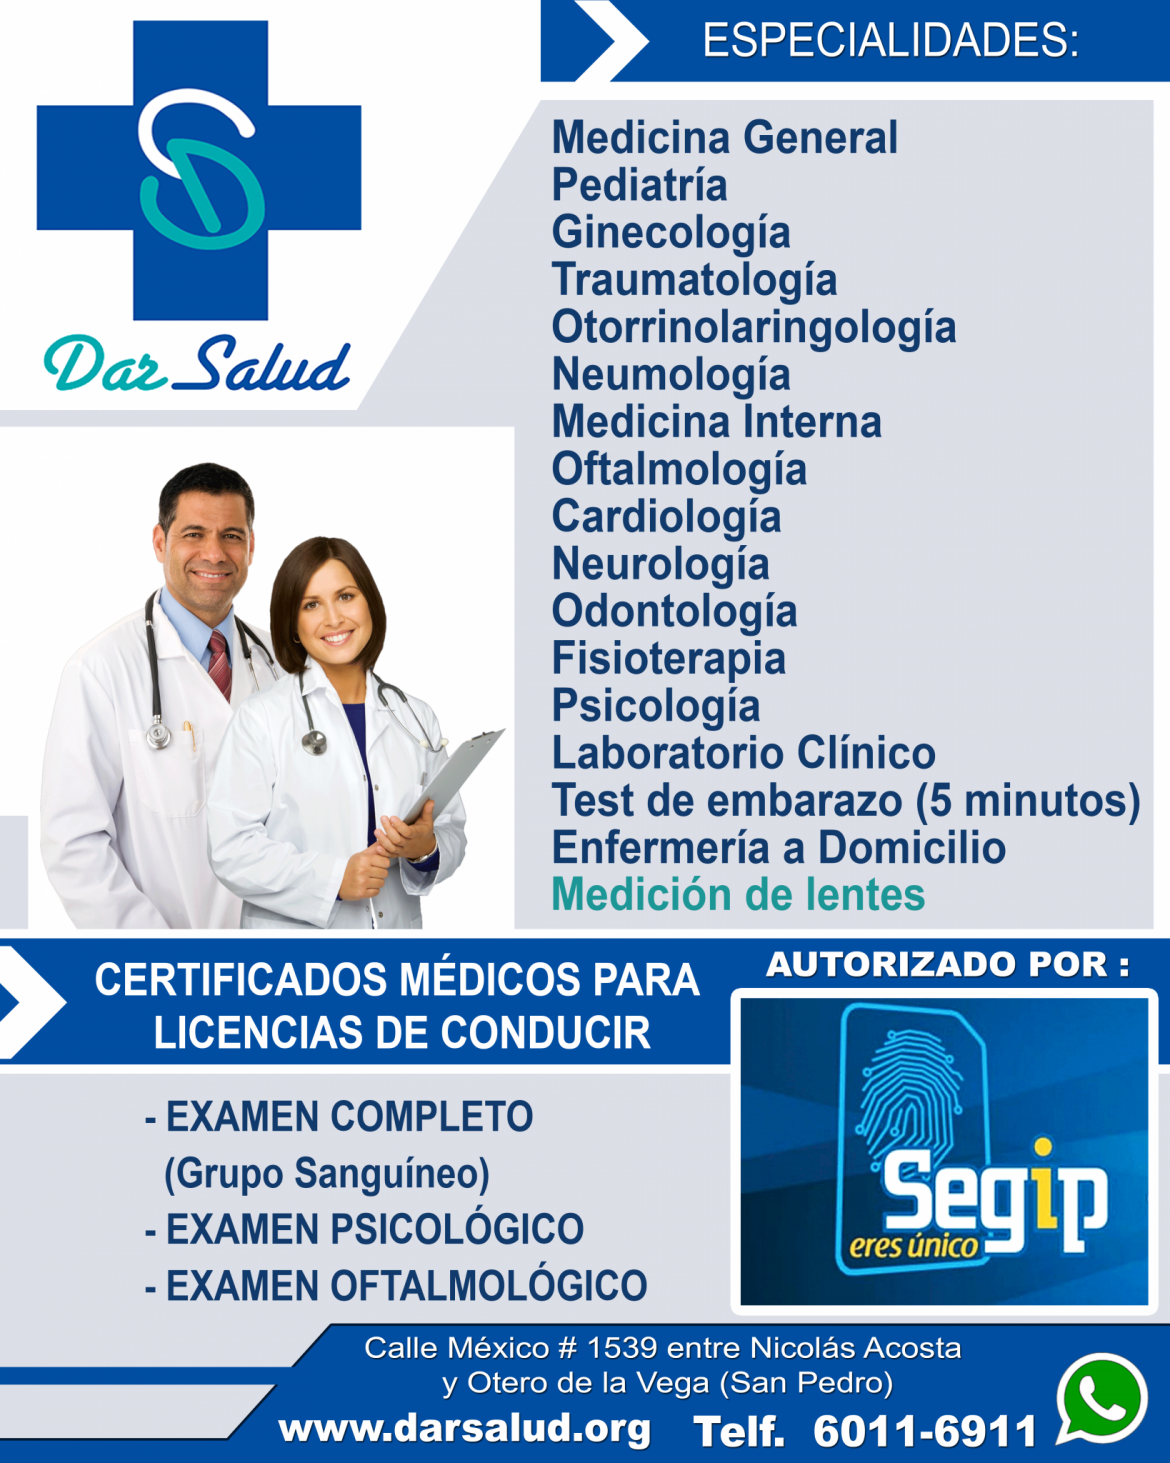 Dar Salud
ESPECIALIDADES:
Medicina General
Pediatría
Ginecología
Traumatología
Otorrinolaringología
Neumología
Medicina Interna
Oftalmología
Cardiología
Neurología
Odontología
Fisioterapia
Psicología
Laboratorio Clínico
Test de embarazo (5 minutos)
Enfermería a Domicilio
Medición de lentes
CERTIFICADOS MÉDICOS PARA
LICENCIAS DE CONDUCIR
- EXAMEN COMPLETO
(Grupo Sanguíneo)
- EXAMEN PSICOLÓGICO
- EXAMEN OFTALMOLÓGICO
AUTORIZADO POR :
Segip
eres único
Calle México # 1539 entre Nicolás Acosta
y Otero de la Vega (San Pedro)
www.darsalud.org Telf. 6011-6911